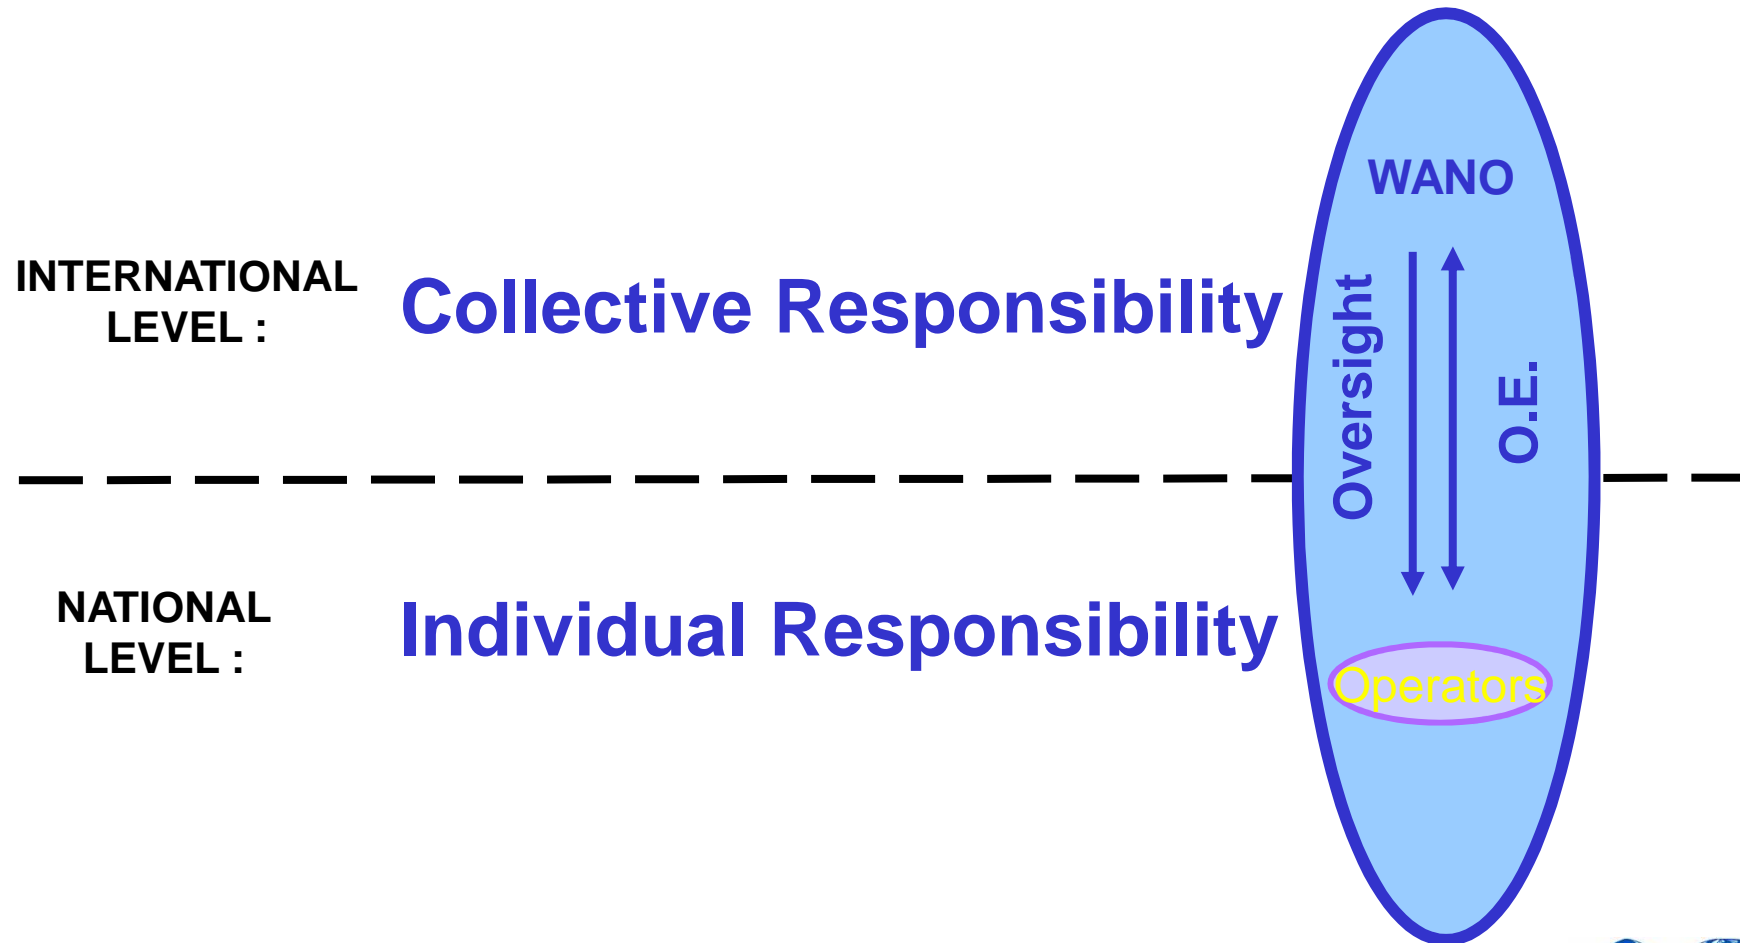 WANO
INTERNATIONAL
LEVEL :
Collective Responsibility
Oversight
O.E.
NATIONAL
LEVEL :
Individual Responsibility
Operators